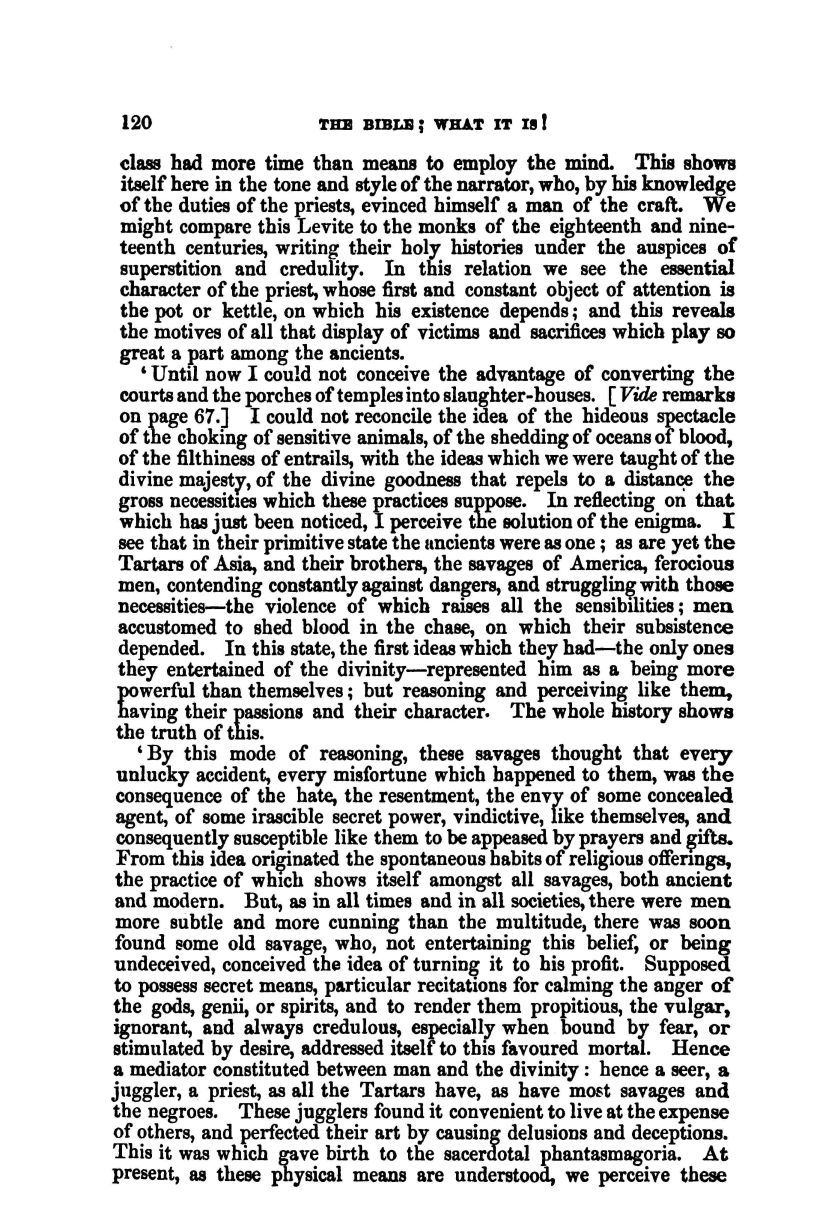 120 THE BIBLE; WHAT IT IS!
class had more time than means to employ the mind. This shows
itself here in the tone and style of the narrator, who, by his knowledge
of the duties of the priests, evinced himself a man of the craft. We
might compare this Levite to the monks of the eighteenth and nine-
teenth centuries, writing their holy histories under the auspices of
superstition and credulity. In this relation we see the essential
character of the priest, whose first and constant object of attention is
the pot or kettle, on which his existence depends; and this reveals
the motives of all that display of victims and sacrifices which play so
great a part among the ancients.
‘Until now I could not conceive the advantage of converting the
courts and the porches of temples into slaughter-houses. [Vide remarks
on page 67.] I could not reconcile the idea of the hideous spectacle
of the choking of sensitive animals, of the shedding of oceans of blood,
of the filthiness of entrails, with the ideas which we were taught of the
divine majesty, of the divine goodness that repels to a distance the
gross necessities which these practices suppose. In reflecting on that
which has just been noticed, I perceive the solution of the enigma. I
see that in their primitive state the ancients were as one; as are yet the
Tartars of Asia, and their brothers, the savages of America, ferocious
men, contending constantly against dangers, and struggling with those
necessities—the violence of which raises all the sensibilities; men
accustomed to shed blood in the chase, on which their subsistence
depended. In this state, the first ideas which they had—the only ones
they entertained of the divinity—represented him as a being more
powerful than themselves; but reasoning and perceiving like them,
having their passions and their character. The whole history shows
the truth of this.
‘By this mode of reasoning, these savages thought that every
unlucky accident, every misfortune which happened to them, was the
consequence of the hate, the resentment, the envy of some concealed
agent, of some irascible secret power, vindictive, like themselves, and
consequently susceptible like them to be appeased by prayers and gifts.
From this idea originated the spontaneous habits of religious offerings,
the practice of which shows itself amongst all savages, both ancient
and modern. But, as in all times and in all societies, there were men
more subtle and more cunning than the multitude, there was soon
found some old savage, who, not entertaining this belief, or being
undeceived, conceived the idea of turning it to his profit. Supposed
to possess secret means, particular recitations for calming the anger of
the gods, genii, or spirits, and to render them propitious, the vulgar,
ignorant, and always credulous, especially when bound by fear, or
stimulated by desire, addressed itself to this favoured mortal. Hence
a mediator constituted between man and the divinity: hence a seer, a
juggler, a priest, as all the Tartars have, as have most savages and
the negroes. These jugglers found it convenient to live at the expense
of others, and perfected their art by causing delusions and deceptions.
This it was which gave birth to the sacerdotal phantasmagoria. At
present, as these physical means are understood, we perceive these